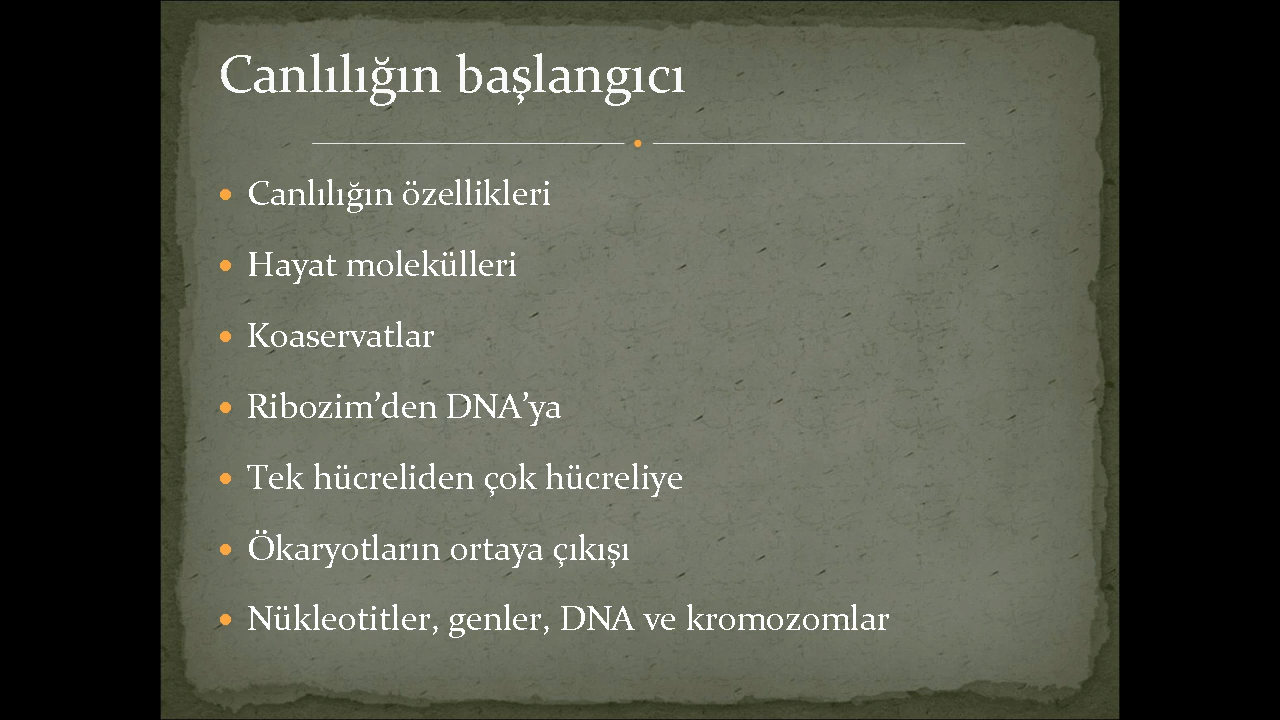 Canlılığın başlangıcı
Canlılığın özellikleri
Hayat molekülleri
Koaservatlar
Ribozim’den DNA’ya
Tek hücreliden çok hücreliye
Ökaryotların ortaya çıkışı
Nükleotitler, genler, DNA ve kromozomlar